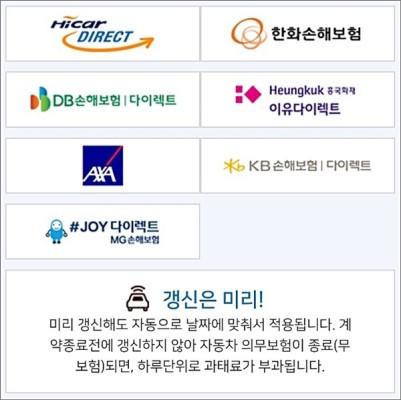 Hicar DIRECT
한화손해보험
DB손해보험 | 다이렉트
Heungkuk 흥국화재
이유다이렉트
AXA
KB 손해보험 | 다이렉트
#JOY 다이렉트
MG 손해보험
갱신은 미리!
미리 갱신해도 자동으로 날짜에 맞춰서 적용됩니다. 계
약종료전에 갱신하지 않아 자동차 의무보험이 종료(무
보험)되면, 하루단위로 과태료가 부과됩니다.